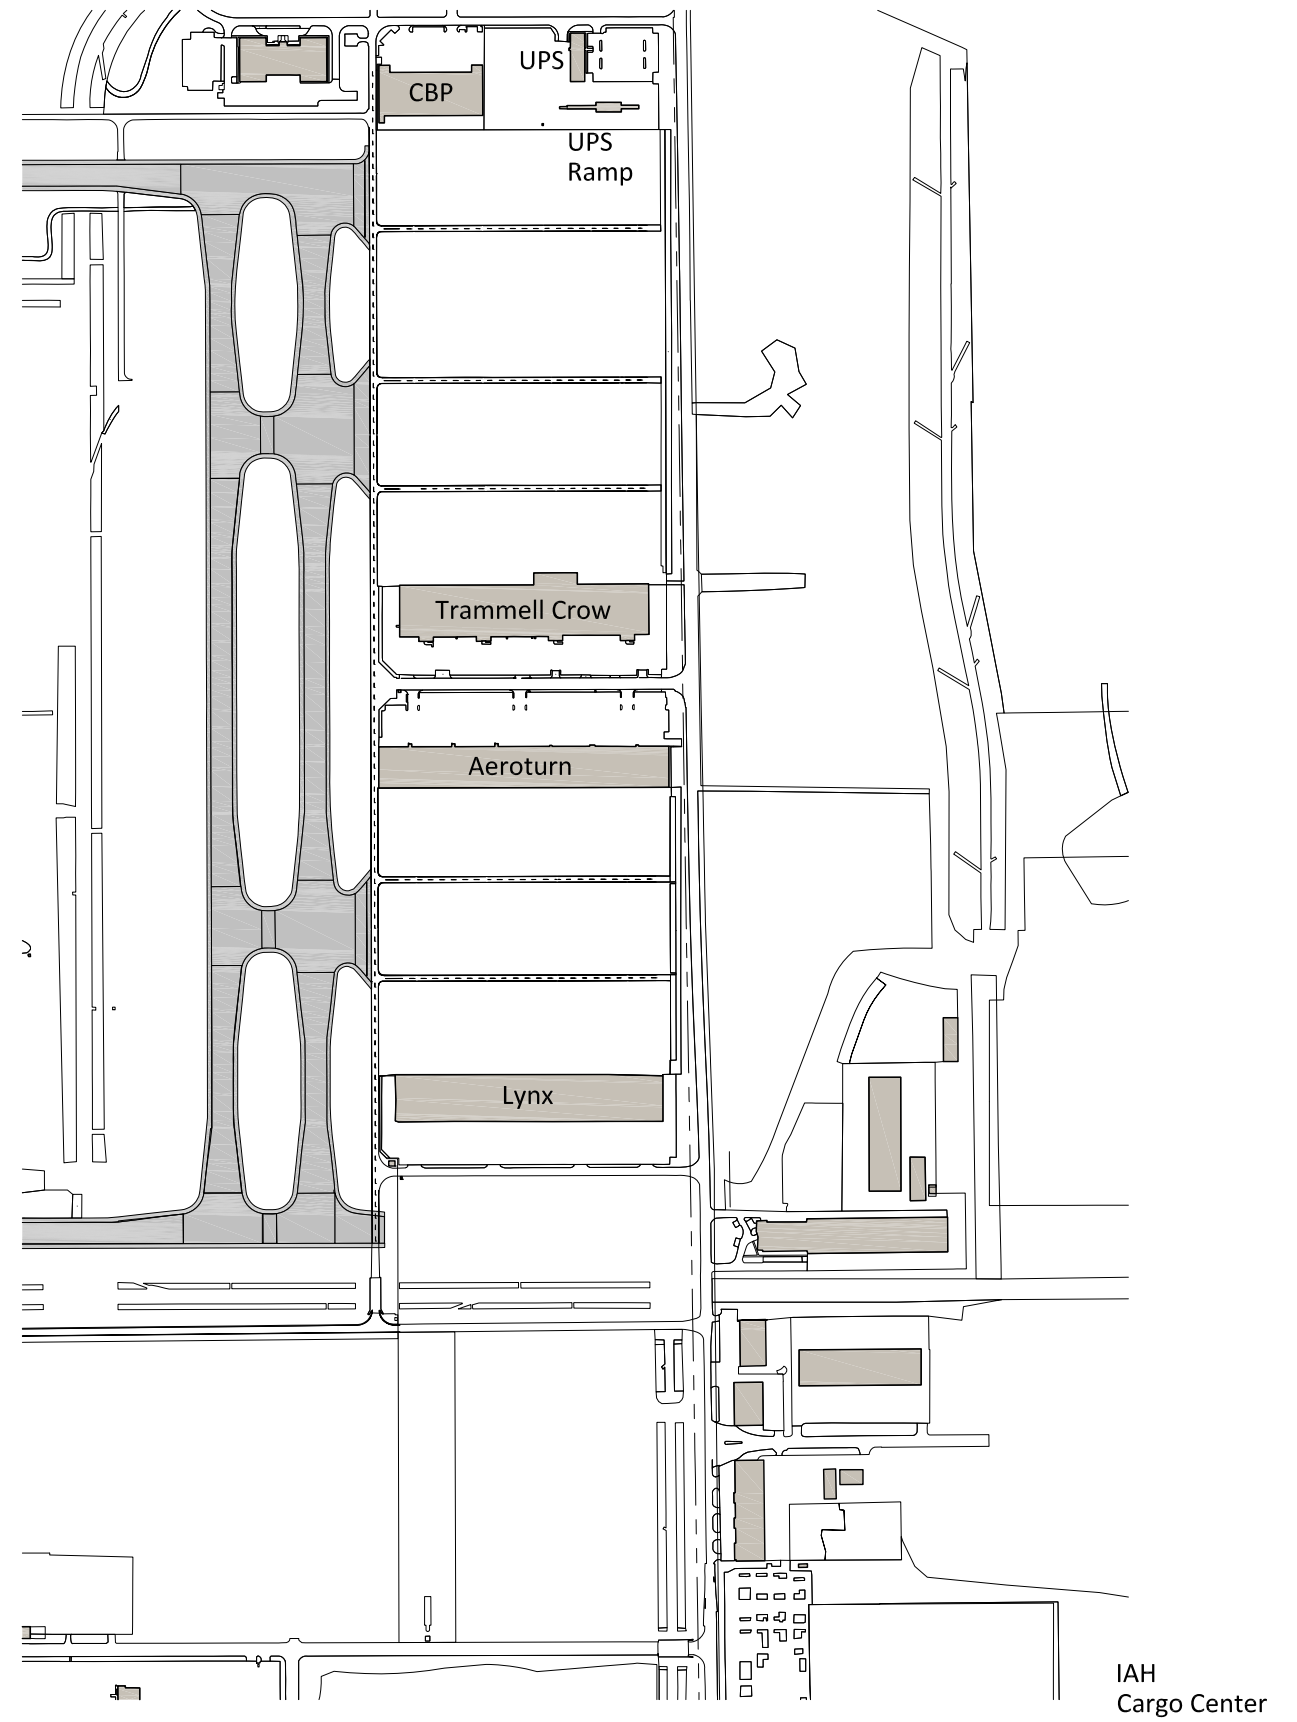 UPS
CBP
UPS
Ramp
Trammell Crow
Aeroturn
Lynx
IAH
Cargo Center